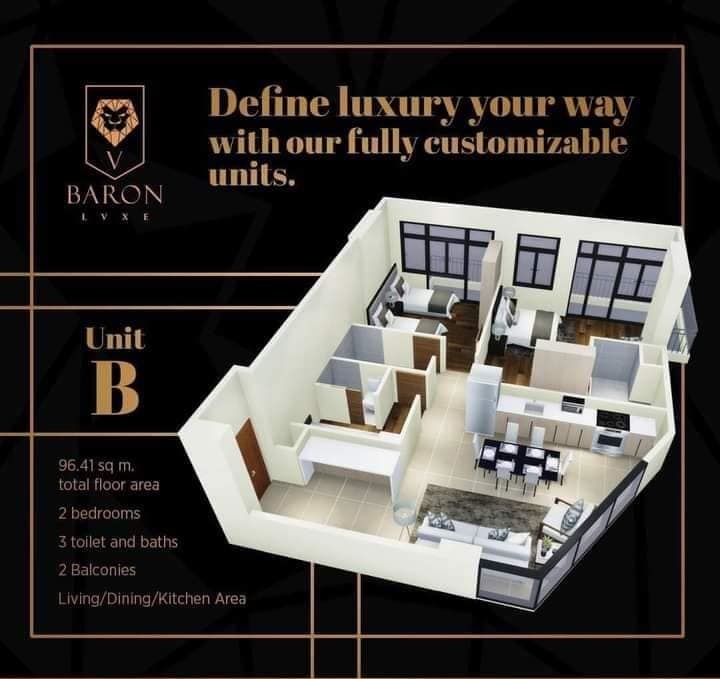 V
BARON
LVXE
Define luxury your way
with our fully customizable
units.
Unit
B
96.41 sq m.
total floor area
2 bedrooms
3 toilet and baths
2 Balconies
Living/Dining/Kitchen Area